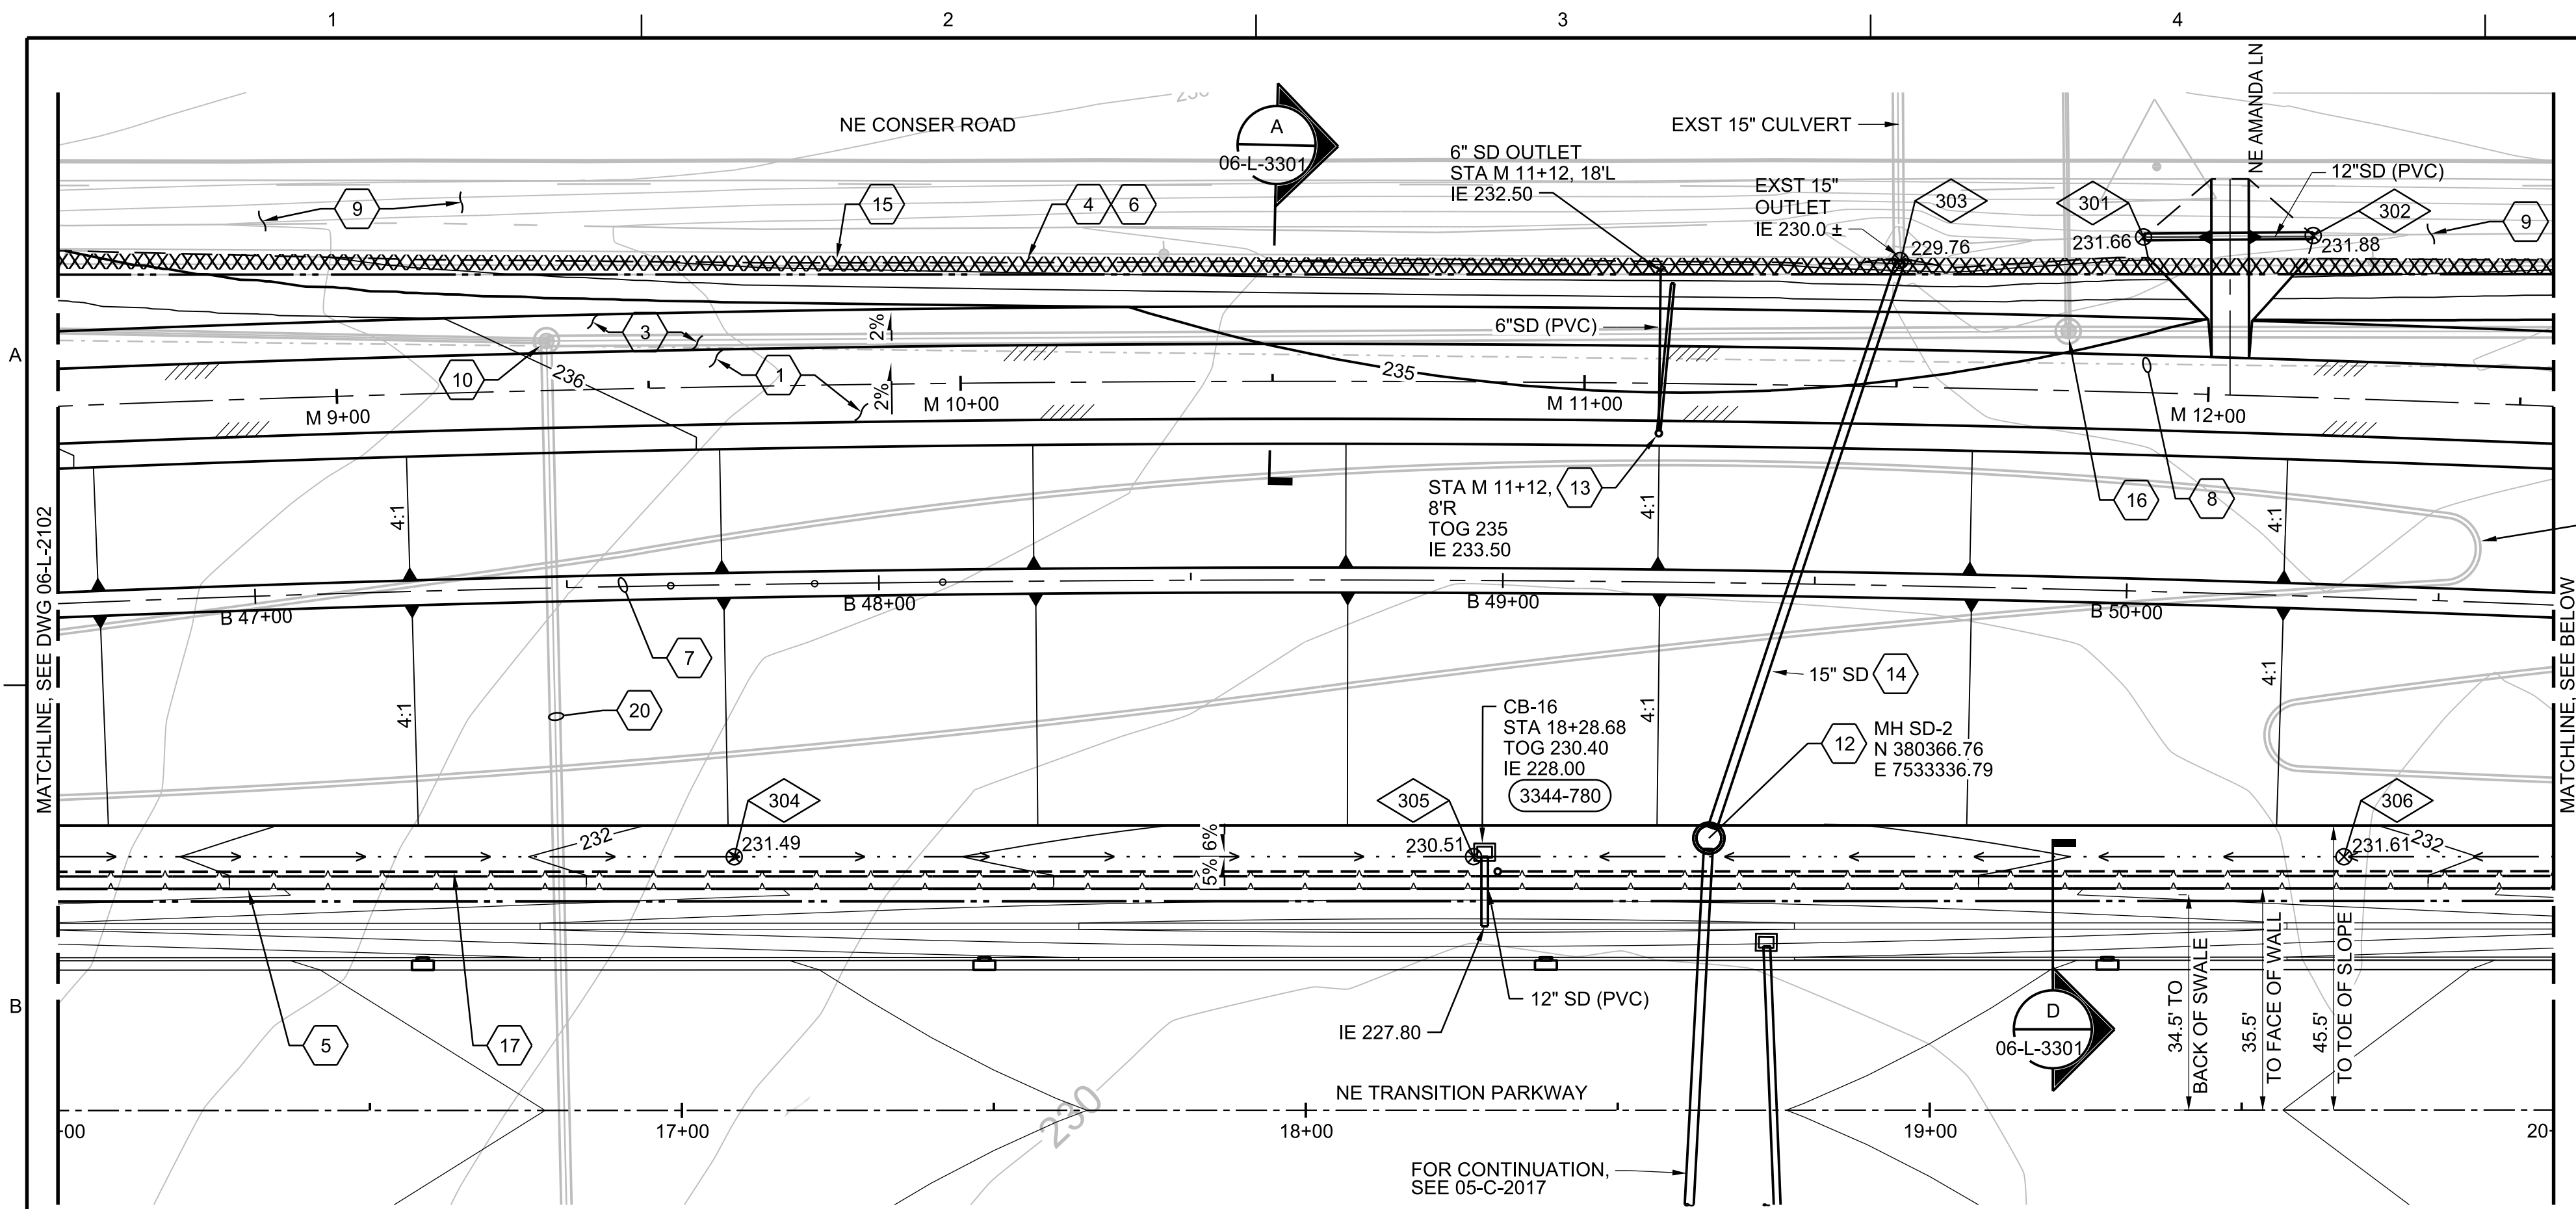 1
2
3
4
230
NE CONSER ROAD
A
06-L-3301
EXST 15" CULVERT
NE AMANDA LN
6" SD OUTLET
STA M 11+12, 18'L
IE 232.50
EXST 15"
OUTLET
IE 230.0 ±
12"SD (PVC)
9
15
4
6
303
301
302
9
229.76
231.66
231.88
A
3
2%
6"SD (PVC)
10
236
1
2%
235
M 9+00
M 10+00
M 11+00
M 12+00
STA M 11+12,
8'R
TOG 235
IE 233.50
13
16
8
4:1
4:1
4:1
MATCHLINE, SEE DWG 06-L-2102
MATCHLINE, SEE BELOW
B 47+00
B 48+00
B 49+00
B 50+00
7
20
4:1
4:1
4:1
15" SD
14
CB-16
STA 18+28.68
TOG 230.40
IE 228.00
3344-780
12
MH SD-2
N 380366.76
E 7533336.79
304
305
306
232
231.49
6%
5%
230.51
231.61
232
B
5
17
12" SD (PVC)
IE 227.80
D
06-L-3301
34.5' TO
BACK OF SWALE
35.5'
TO FACE OF WALL
45.5'
TO TOE OF SLOPE
230
NE TRANSITION PARKWAY
+00
17+00
18+00
19+00
20+
FOR CONTINUATION,
SEE 05-C-2017